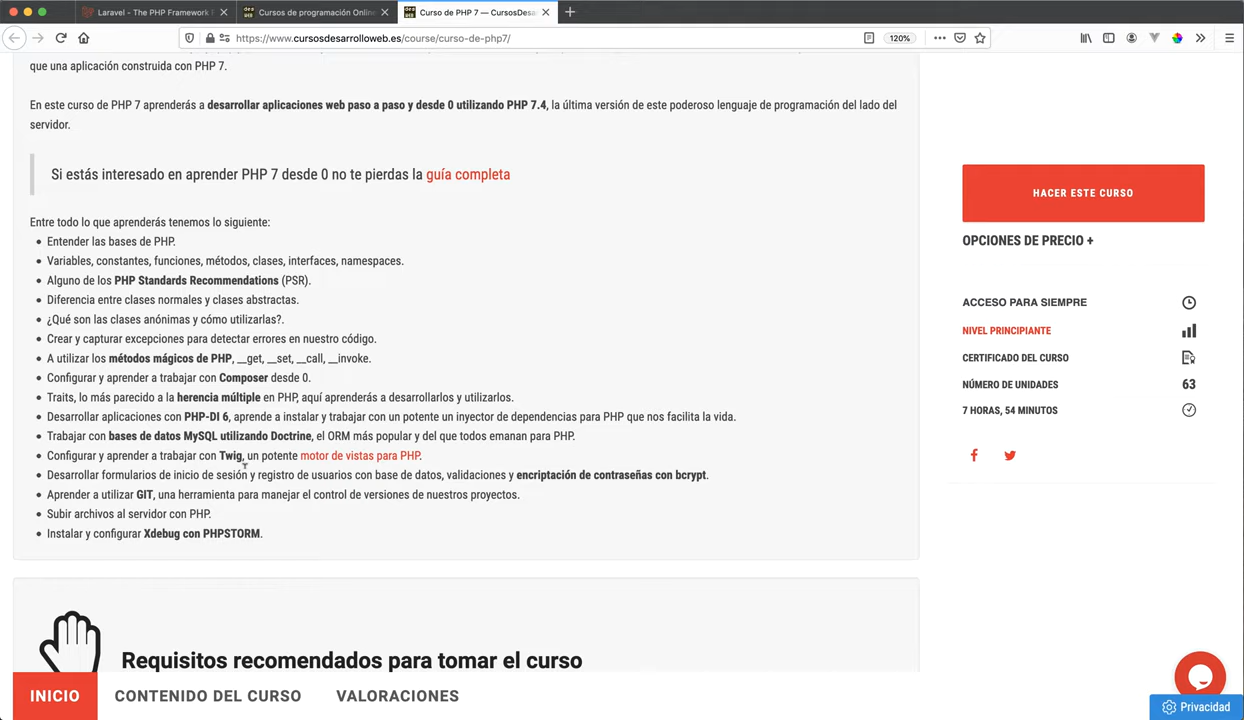 Laravel - The PHP Framework
Cursos de programación Online
Curso de PHP 7 — CursosDesa
https://www.cursosdesarrolloweb.es/course/curso-de-php7/
120%
que una aplicación construida con PHP 7.
En este curso de PHP 7 aprenderás a desarrollar aplicaciones web paso a paso y desde 0 utilizando PHP 7.4, la última versión de este poderoso lenguaje de programación del lado del
servidor.
Si estás interesado en aprender PHP 7 desde 0 no te pierdas la guía completa
Entre todo lo que aprenderás tenemos lo siguiente:
Entender las bases de PHP.
Variables, constantes, funciones, métodos, clases, interfaces, namespaces.
Alguno de los PHP Standards Recommendations (PSR).
Diferencia entre clases normales y clases abstractas.
¿Qué son las clases anónimas y cómo utilizarlas?.
Crear y capturar excepciones para detectar errores en nuestro código.
A utilizar los métodos mágicos de PHP, __get, __set, __call, __invoke.
Configurar y aprender a trabajar con Composer desde 0.
Traits, lo más parecido a la herencia múltiple en PHP, aquí aprenderás a desarrollarlos y utilizarlos.
Desarrollar aplicaciones con PHP-DI 6, aprende a instalar y trabajar con un potente un inyector de dependencias para PHP que nos facilita la vida.
Trabajar con bases de datos MySQL utilizando Doctrine, el ORM más popular y del que todos emanan para PHP.
Configurar y aprender a trabajar con Twig, un potente motor de vistas para PHP.
Desarrollar formularios de inicio de sesión y registro de usuarios con base de datos, validaciones y encriptación de contraseñas con bcrypt.
Aprender a utilizar GIT, una herramienta para manejar el control de versiones de nuestros proyectos.
Subir archivos al servidor con PHP.
Instalar y configurar Xdebug con PHPSTORM.
HACER ESTE CURSO
OPCIONES DE PRECIO +
ACCESO PARA SIEMPRE
NIVEL PRINCIPIANTE
CERTIFICADO DEL CURSO
NÚMERO DE UNIDADES 63
7 HORAS, 54 MINUTOS
Requisitos recomendados para tomar el curso
INICIO CONTENIDO DEL CURSO VALORACIONES
Privacidad